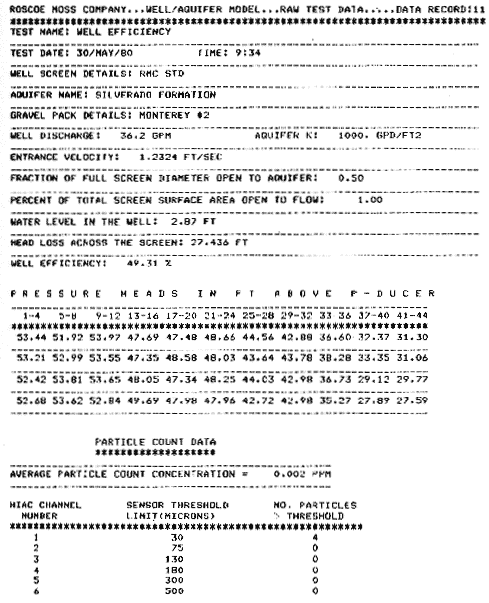 ROSCOE MOSS COMPANY...WELL/AQUIFER MODEL...RAW TEST DATA.....DATA RECORD:11
TEST NAME: WELL EFFICIENCY
TEST DATE: 30/MAY/80 TIME: 9:34
WELL SCREEN DETAILS: RMC STD
AQUIFER NAME: SILVERADO FORMATION
GRAVEL PACK DETAILS: MONTEREY #2
WELL DISCHARGE: 36.2 GPM AQUIFER K: 1000. GPD/FT2
ENTRANCE VELOCITY: 1.2324 FT/SEC
FRACTION OF FULL SCREEN DIAMETER OPEN TO AQUIFER: 0.50
PERCENT OF TOTAL SCREEN SURFACE AREA OPEN TO FLOW: 1.00
WATER LEVEL IN THE WELL: 2.87 FT
HEAD LOSS ACROSS THE SCREEN: 27.436 FT
WELL EFFICIENCY: 49.31 %
P R E S S U R E H E A D S I N F T A B O V E P - D U C E R
1-4 5-8 9-12 13-16 17-20 21-24 25-28 29-32 33 36 37-40 41-44
53.44 51.92 53.97 47.69 47.48 48.66 44.56 42.88 36.60 32.37 31.30
53.21 52.99 53.55 47.35 48.58 48.03 43.64 43.78 38.28 33.35 31.06
52.42 53.81 53.65 48.05 47.34 48.25 44.03 42.98 36.73 29.12 29.77
52.68 53.62 52.84 49.69 47.98 47.96 42.72 42.98 35.27 27.89 27.59
PARTICLE COUNT DATA
AVERAGE PARTICLE COUNT CONCENTRATION = 0.002 PPM
HIAC CHANNEL SENSOR THRESHOLD NO. PARTICLES
NUMBER LIMIT(MICRONS) > THRESHOLD
1 30 4
2 75 0
3 130 0
4 180 0
5 300 0
6 500 0